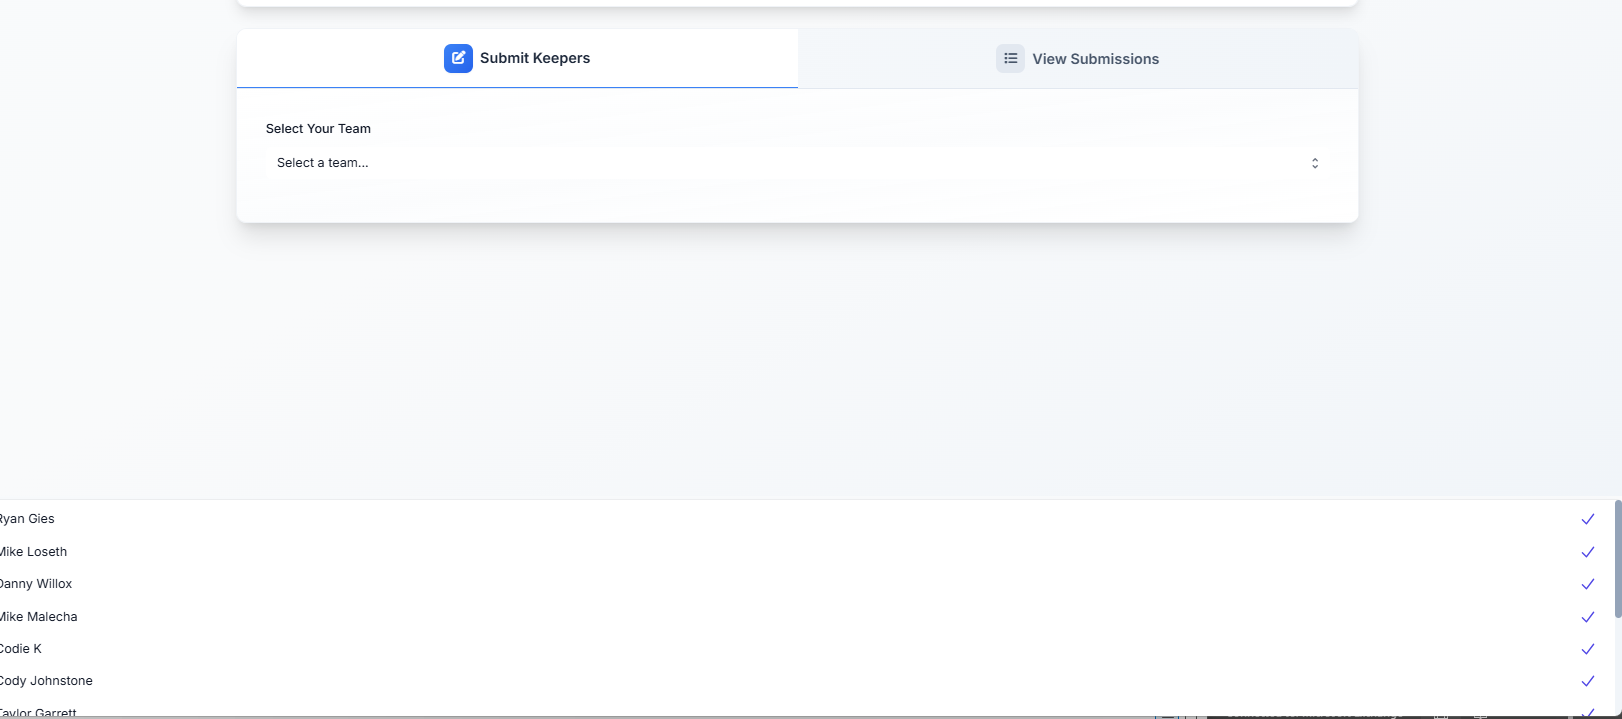 Submit Keepers
View Submissions
Select Your Team
Select a team...
Ryan Gies
Mike Loseth
Danny Willox
Mike Malecha
Codie K
Cody Johnstone
Taylor Garrett